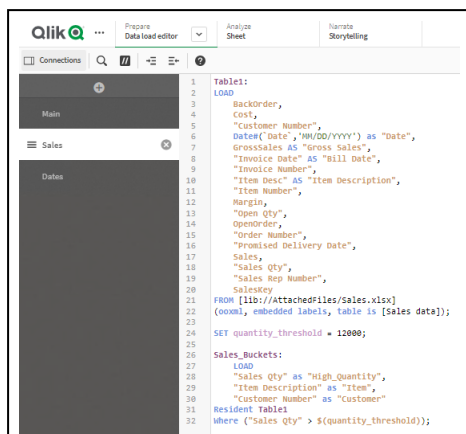 Qlik ...
Prepare
Data load editor
Analyze
Sheet
Narrate
Storytelling
Connections
Main
Sales
Dates
1 Table1:
2 LOAD
3 BackOrder,
4 Cost,
5 "Customer Number",
6 Date#(`Date`,'MM/DD/YYYY') as "Date",
7 GrossSales AS "Gross Sales",
8 "Invoice Date" AS "Bill Date",
9 "Invoice Number",
10 "Item Desc" AS "Item Description",
11 "Item Number",
12 Margin,
13 "Open Qty",
14 OpenOrder,
15 "Order Number",
16 "Promised Delivery Date",
17 Sales,
18 "Sales Qty",
19 "Sales Rep Number",
20 SalesKey
21 FROM [lib://AttachedFiles/Sales.xlsx]
22 (ooxml, embedded labels, table is [Sales data]);
23
24 SET quantity_threshold = 12000;
25
26 Sales_Buckets:
27 LOAD
28 "Sales Qty" as "High_Quantity",
29 "Item Description" as "Item",
30 "Customer Number" as "Customer"
31 Resident Table1
32 Where ("Sales Qty" > $(quantity_threshold));